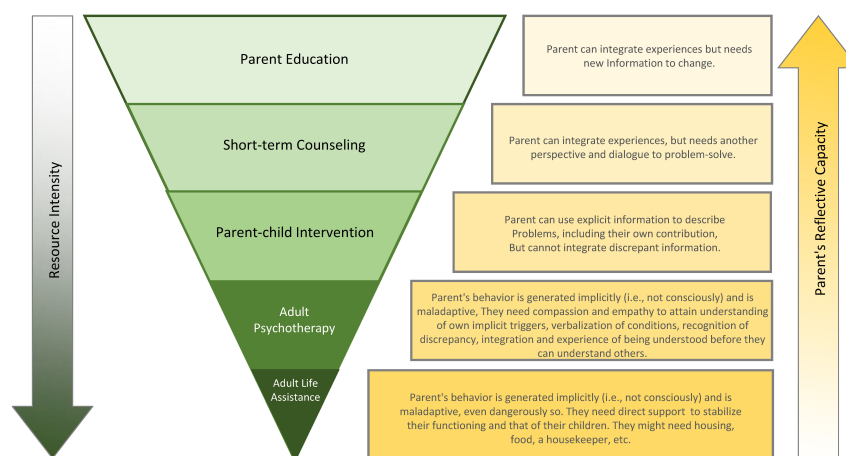 Parent Education
Parent can integrate experiences but needs
new Information to change.
Short-term Counseling
Parent can integrate experiences, but needs another
perspective and dialogue to problem-solve.
Parent-child Intervention
Parent can use explicit information to describe
Problems, including their own contribution,
But cannot integrate discrepant information.
Adult
Psychotherapy
Parent's behavior is generated implicitly (i.e., not consciously) and is
maladaptive, They need compassion and empathy to attain understanding
of own implicit triggers, verbalization of conditions, recognition of
discrepancy, integration and experience of being understood before they
can understand others.
Adult Life
Assistance
Parent's behavior is generated implicitly (i.e., not consciously) and is
maladaptive, even dangerously so. They need direct support to stabilize
their functioning and that of their children. They might need housing,
food, a housekeeper, etc.
Resource Intensity
Parent's Reflective Capacity